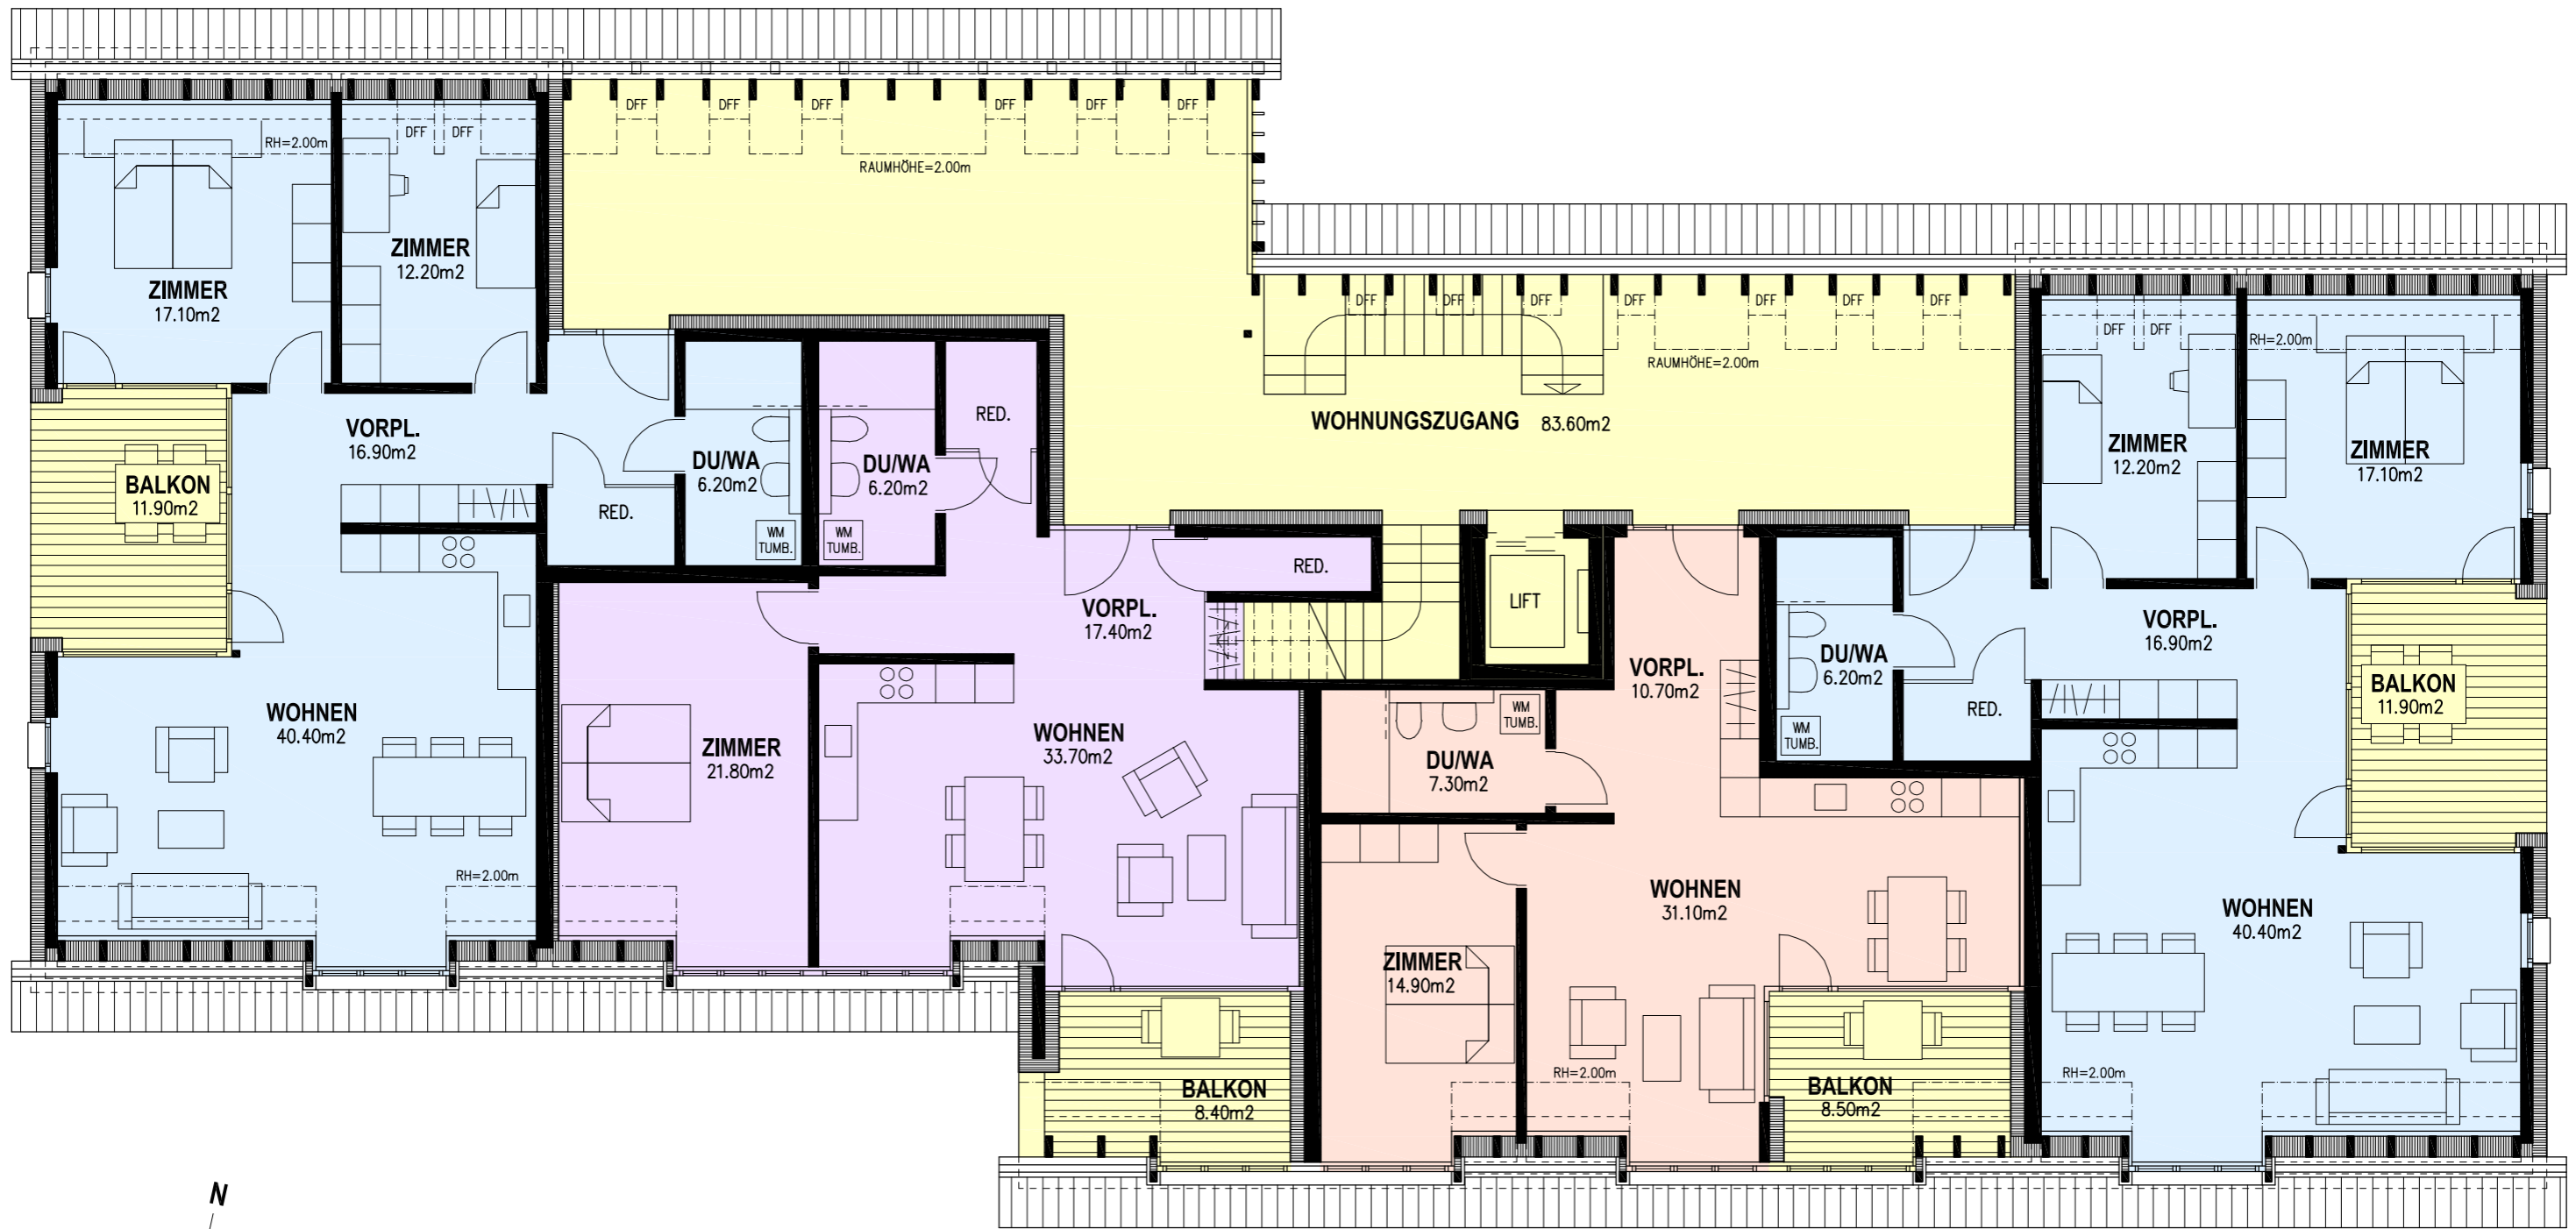 DFF
DFF
DFF
DFF
DFF
DFF
DFF
DFF
RH=2.00m
RAUMHÖHE=2.00m
ZIMMER
12.20m2
ZIMMER
17.10m2
DFF
DFF
DFF
DFF
DFF
DFF
DFF
DFF
DFF
RH=2.00m
RAUMHÖHE=2.00m
WOHNUNGSZUGANG 83.60m2
VORPL.
16.90m2
RED.
DU/WA
6.20m2
DU/WA
6.20m2
BALKON
11.90m2
RED.
WM
TUMB.
WM
TUMB.
ZIMMER
12.20m2
ZIMMER
17.10m2
RED.
LIFT
VORPL.
17.40m2
VORPL.
10.70m2
DU/WA
6.20m2
VORPL.
16.90m2
RED.
WM
TUMB.
BALKON
11.90m2
WOHNEN
40.40m2
ZIMMER
21.80m2
WOHNEN
33.70m2
WM
TUMB.
DU/WA
7.30m2
RH=2.00m
WOHNEN
31.10m2
WOHNEN
40.40m2
ZIMMER
14.90m2
RH=2.00m
RH=2.00m
BALKON
8.40m2
BALKON
8.50m2
N